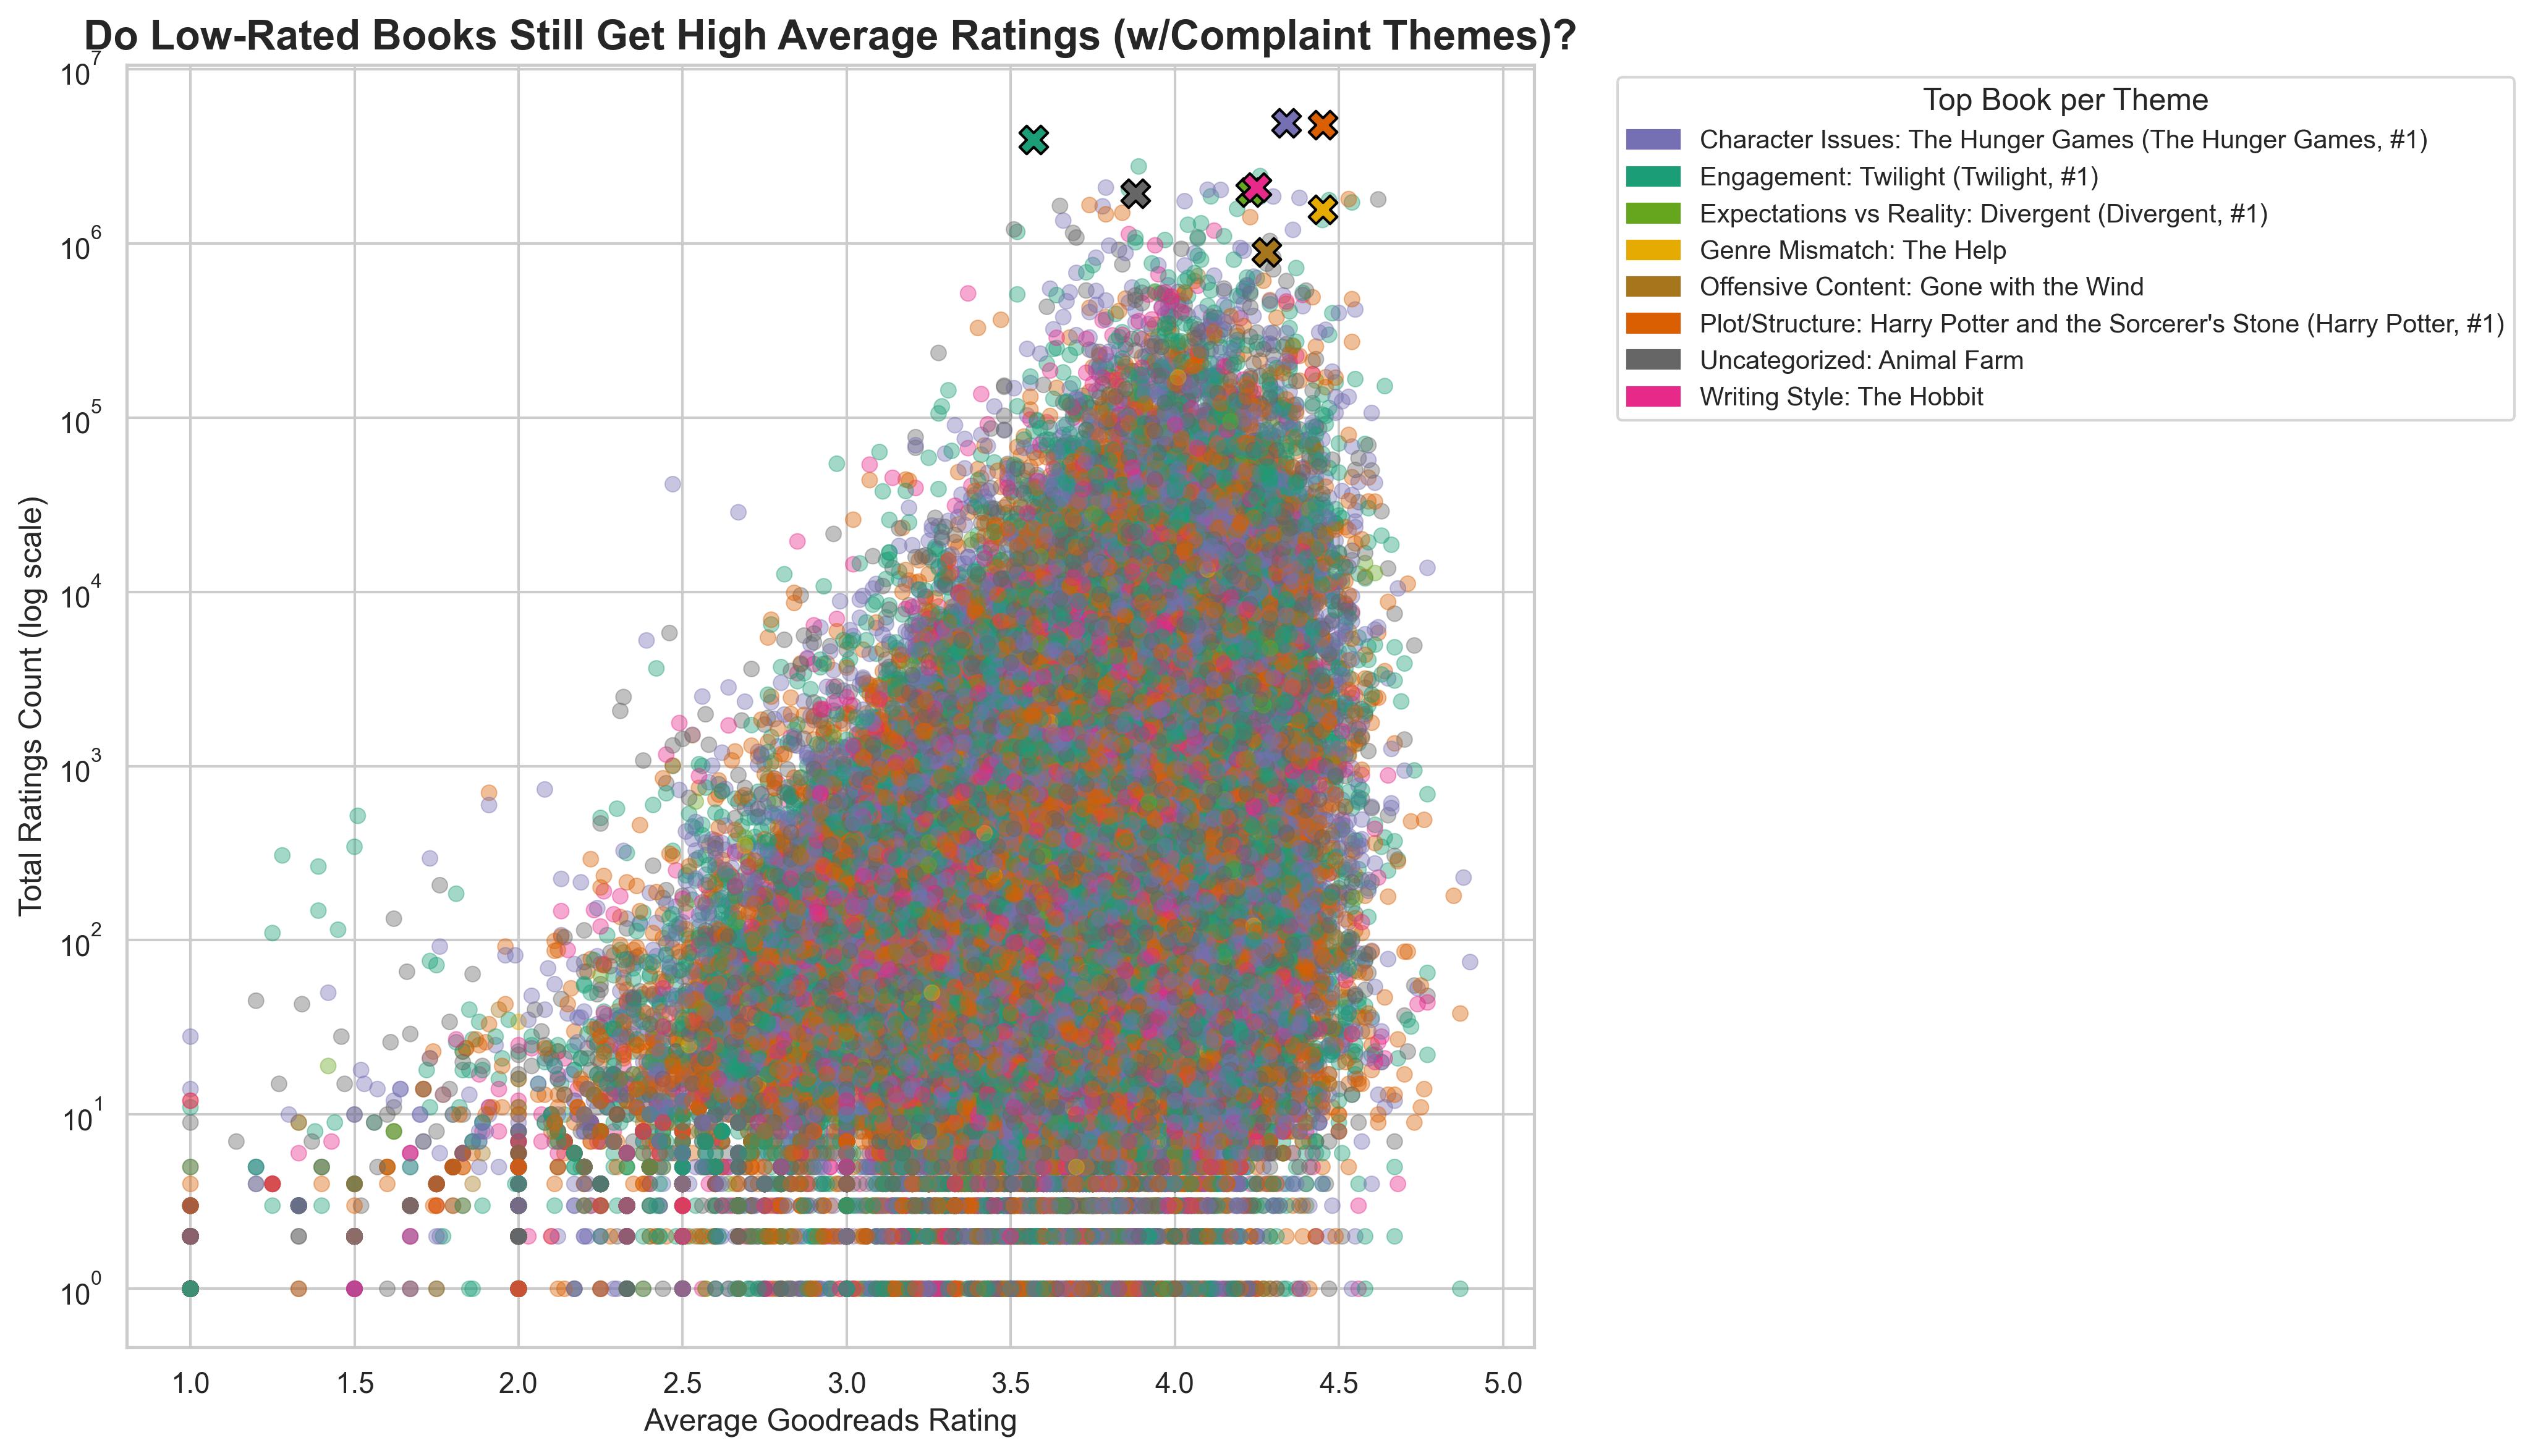 Do Low-Rated Books Still Get High Average Ratings (w/Complaint Themes)?
Total Ratings Count (log scale)
10^7
10^6
10^5
10^4
10^3
10^2
10^1
10^0
1.0 1.5 2.0 2.5 3.0 3.5 4.0 4.5 5.0
Average Goodreads Rating
Top Book per Theme
Character Issues: The Hunger Games (The Hunger Games, #1)
Engagement: Twilight (Twilight, #1)
Expectations vs Reality: Divergent (Divergent, #1)
Genre Mismatch: The Help
Offensive Content: Gone with the Wind
Plot/Structure: Harry Potter and the Sorcerer's Stone (Harry Potter, #1)
Uncategorized: Animal Farm
Writing Style: The Hobbit